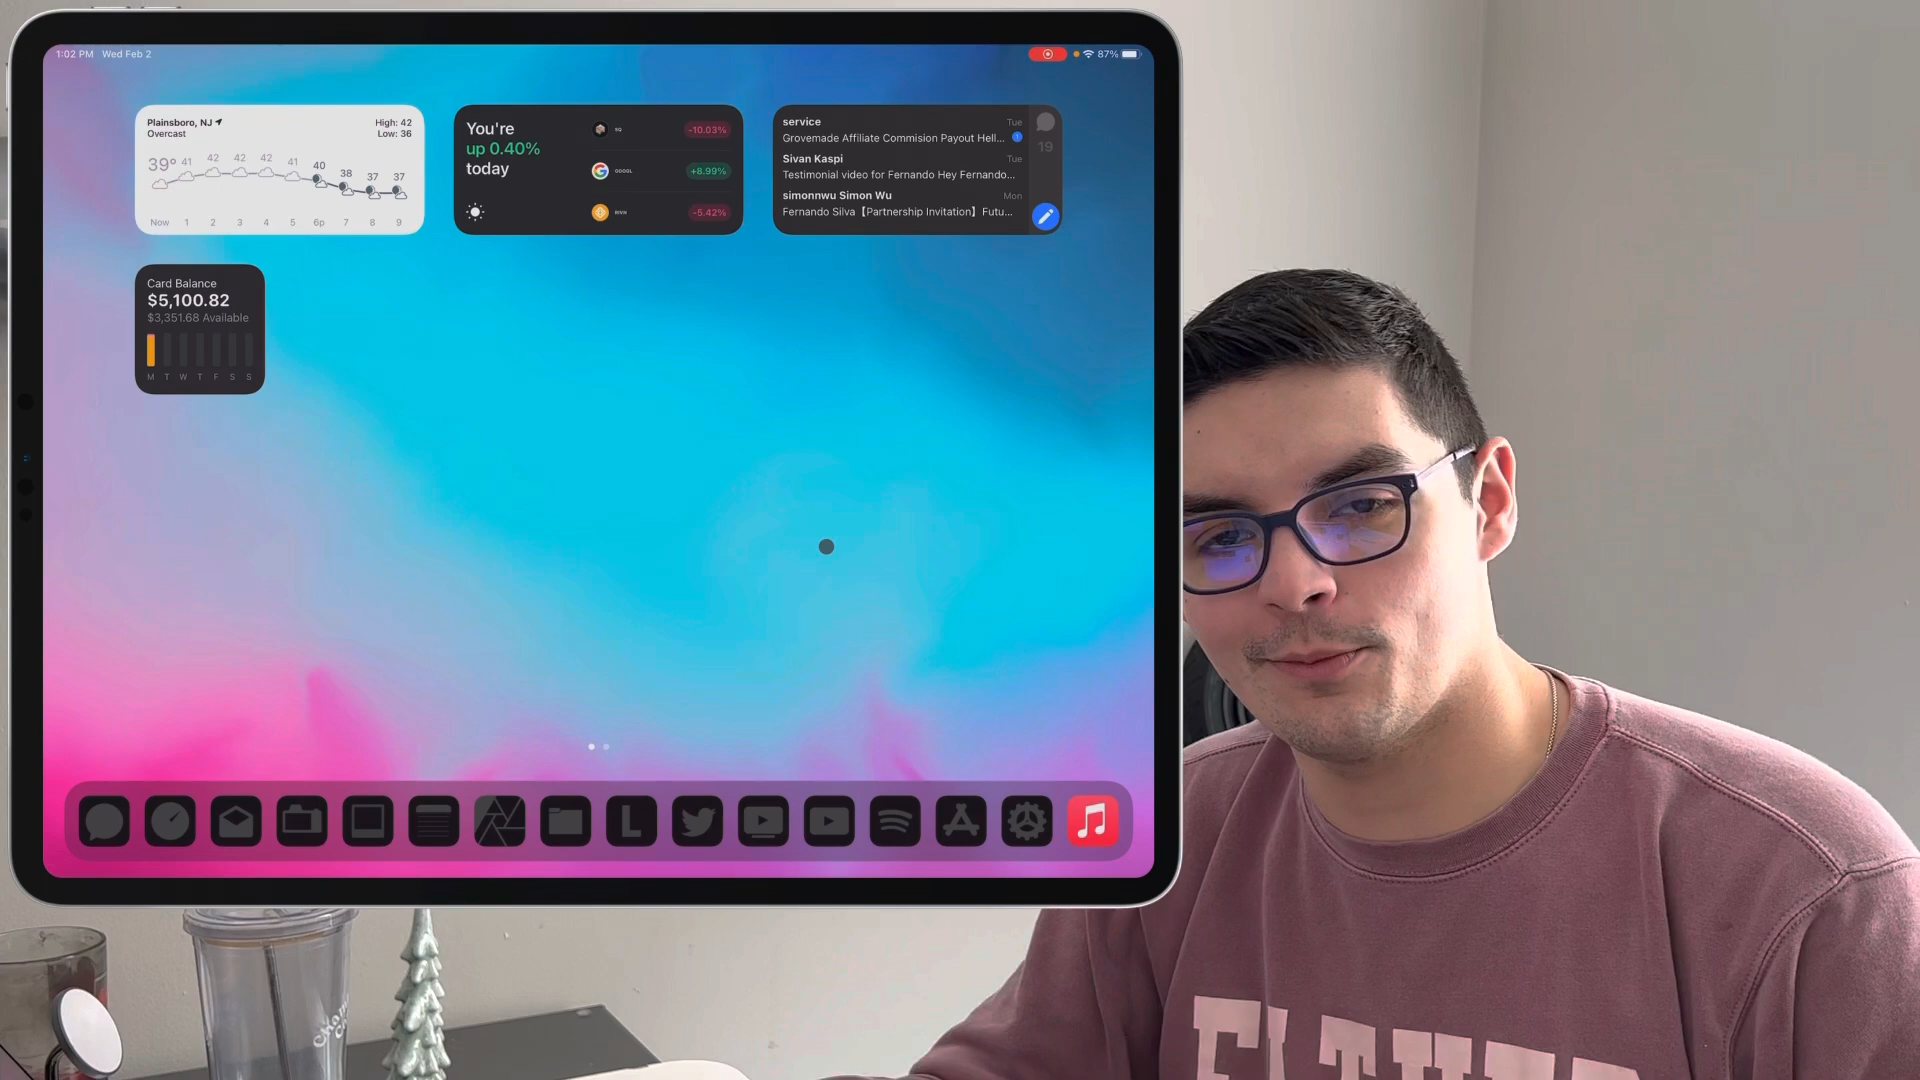 1:02 PM Wed Feb 2
87%
Plainsboro, NJ
Overcast
High: 42
Low: 36
39° 41 42 42 42 41 40 38 37 37
Now 1 2 3 4 5 6p 7 8 9
You're
up 0.40%
today
SQ -10.03%
GOOGL +8.99%
RIVN -5.42%
service Tue
Grovemade Affiliate Commision Payout Hell... 1
Sivan Kaspi Tue
Testimonial video for Fernando Hey Fernando...
simonnwu Simon Wu Mon
Fernando Silva【Partnership Invitation】Futu...
19
Card Balance
$5,100.82
$3,351.68 Available
M T W T F S S
L